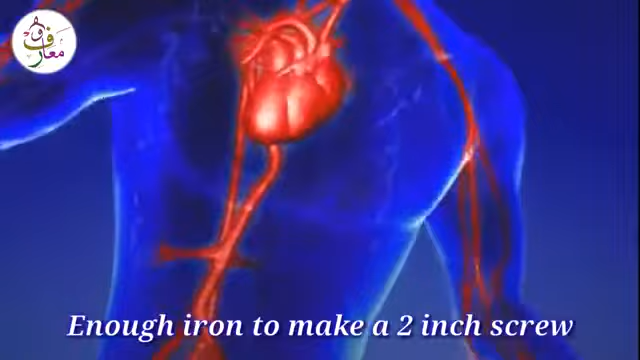 معارف و
Enough iron to make a 2 inch screw